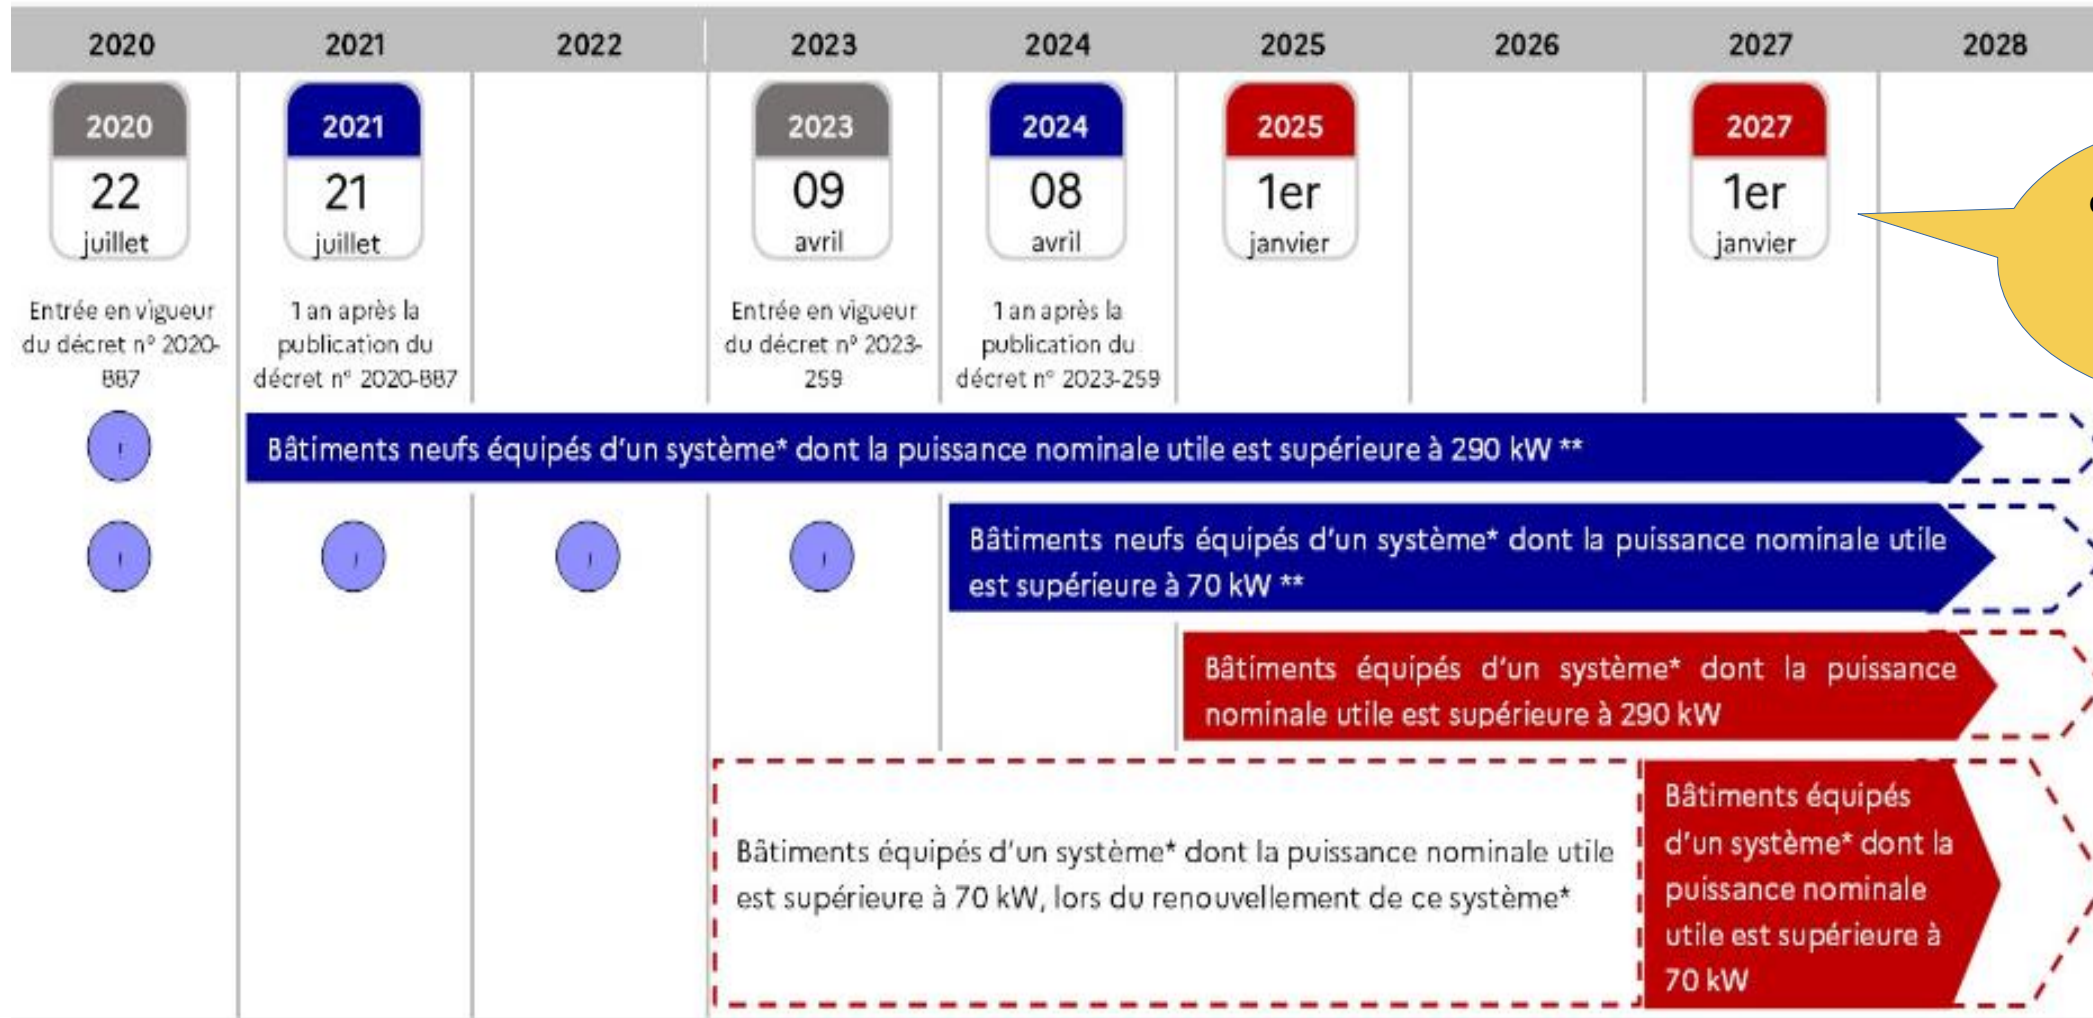 2020 2021 2022 2023 2024 2025 2026 2027 2028
2020
22
juillet
2021
21
juillet
2023
09
avril
2024
08
avril
2025
1er
janvier
2027
1er
janvier
Entrée en vigueur
du décret n° 2020-
887
1 an après la
publication du
décret n° 2020-887
Entrée en vigueur
du décret n° 2023-
259
1 an après la
publication du
décret n° 2023-259
Bâtiments neufs équipés d'un système* dont la puissance nominale utile est supérieure à 290 kW **
Bâtiments neufs équipés d'un système* dont la puissance nominale utile
est supérieure à 70 kW **
Bâtiments équipés d'un système* dont la puissance
nominale utile est supérieure à 290 kW
Bâtiments équipés d'un système* dont la puissance nominale utile
est supérieure à 70 kW, lors du renouvellement de ce système*
Bâtiments équipés
d'un système* dont la
puissance nominale
utile est supérieure à
70 kW